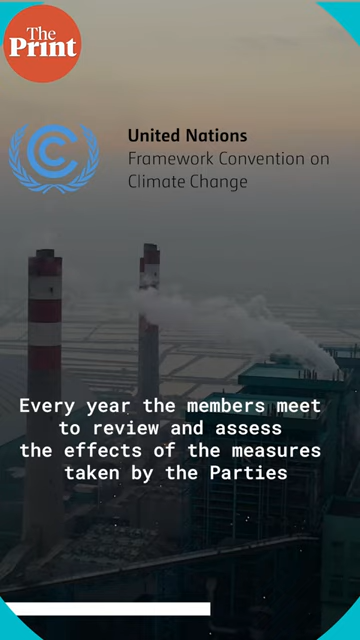 The
Print
United Nations
Framework Convention on
Climate Change
Every year the members meet
to review and assess
the effects of the measures
taken by the Parties